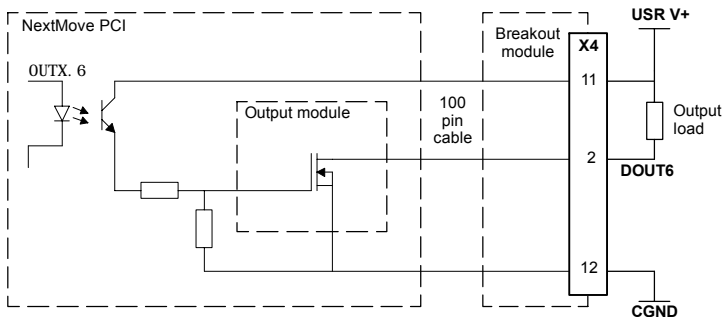 NextMove PCI
OUTX. 6
Output module
100
pin
cable
Breakout
module
X4
11
2
12
USR V+
Output
load
DOUT6
CGND